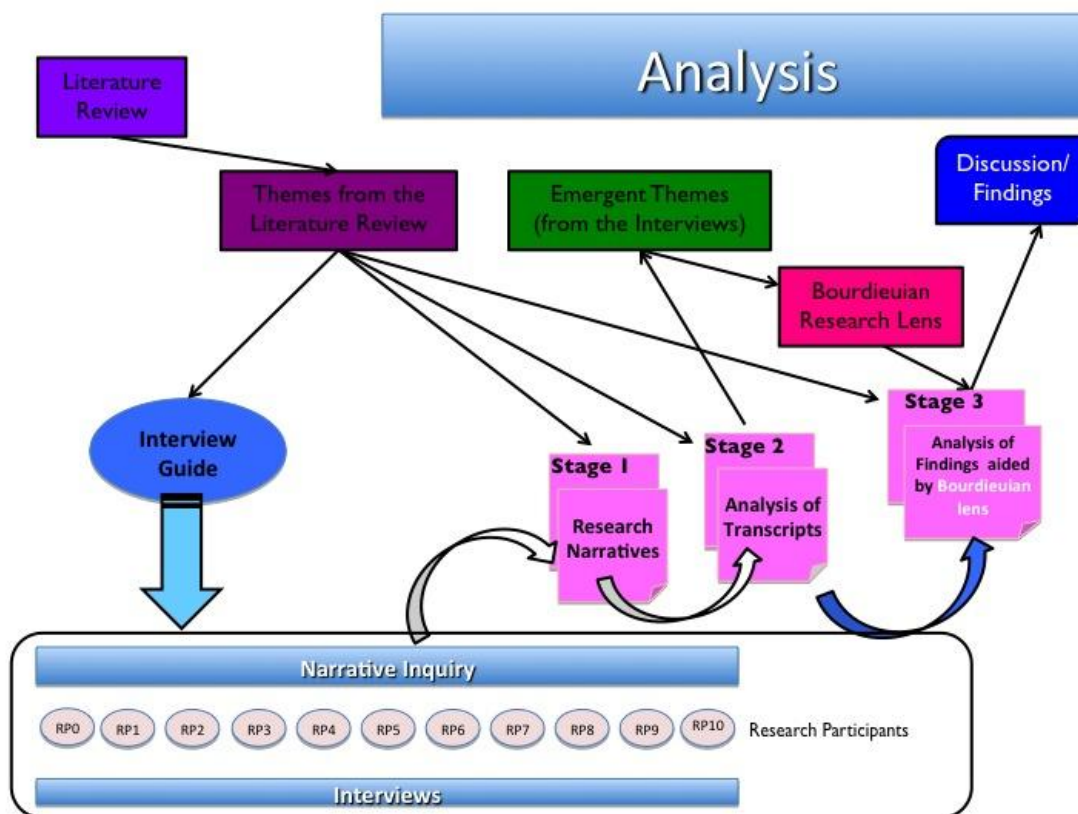 Analysis
Literature
Review
Themes from the
Literature Review
Emergent Themes
(from the Interviews)
Discussion/
Findings
Bourdieuian
Research Lens
Interview
Guide
Stage 1
Research
Narratives
Stage 2
Analysis of
Transcripts
Stage 3
Analysis of
Findings aided
by Bourdieuian
lens
Narrative Inquiry
RP0 RP1 RP2 RP3 RP4 RP5 RP6 RP7 RP8 RP9 RP10 Research Participants
Interviews